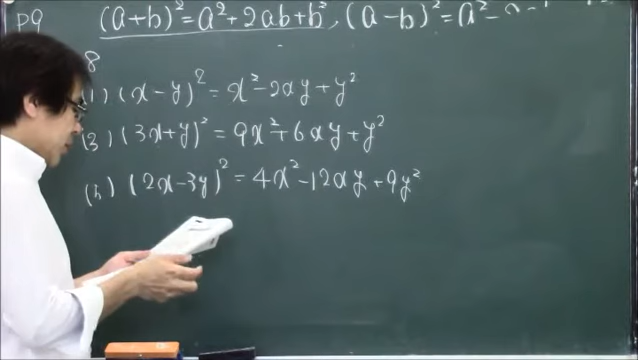 P9 (a+b)²=a²+2ab+b², (a-b)²=a²-
8
(1) (x-y)²=x²-2xy+y²
(3) (3x+y)²=9x²+6xy+y²
(5) (2x-3y)²=4x²-12xy+9y²